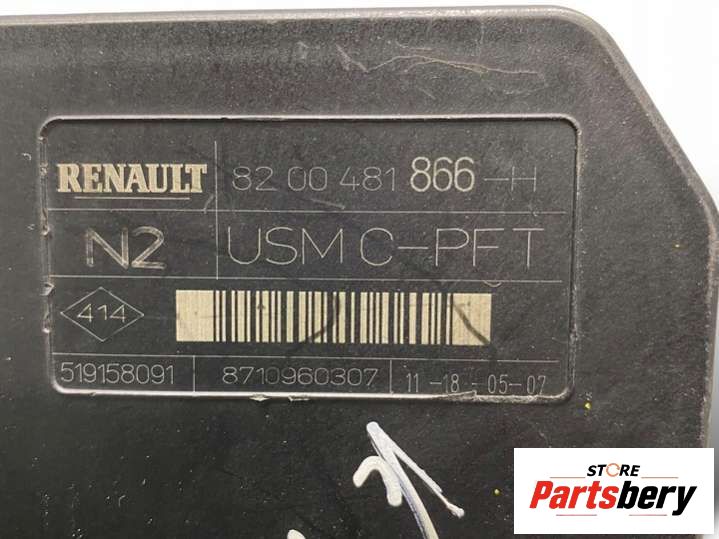 RENAULT 82 00 481 866-H
N2 USM C-PFT
414
519158091 8710960307 11-18-05-07
STORE
Partsbery